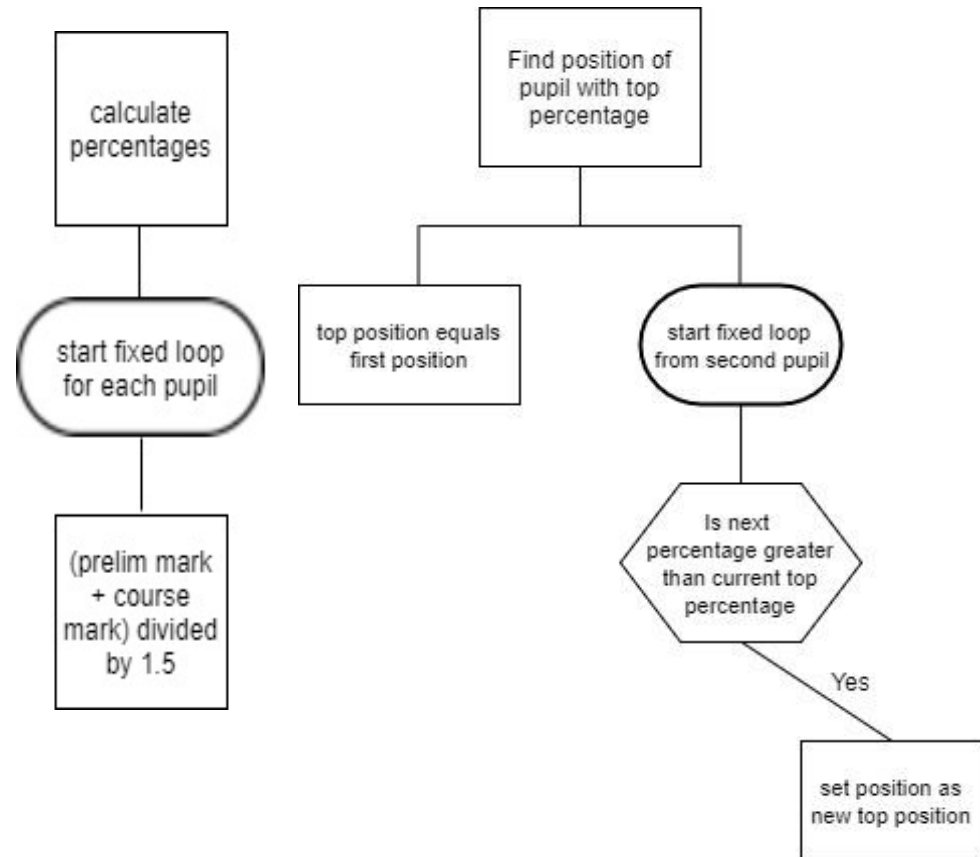 calculate
percentages
start fixed loop
for each pupil
(prelim mark
+ course
mark) divided
by 1.5
Find position of
pupil with top
percentage
top position equals
first position
start fixed loop
from second pupil
Is next
percentage greater
than current top
percentage
Yes
set position as
new top position